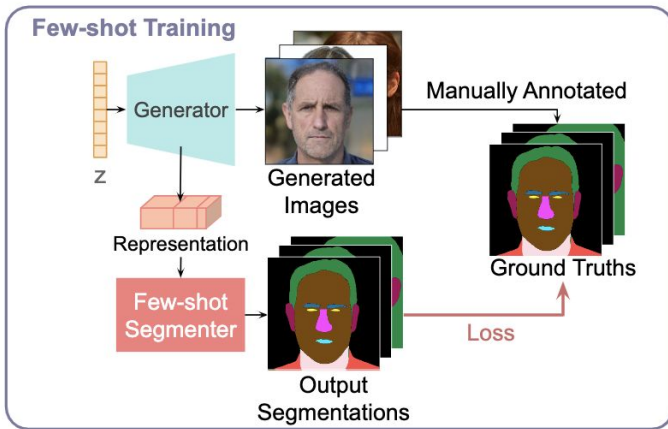 Few-shot Training
Generator
z
Generated
Images
Manually Annotated
Ground Truths
Representation
Few-shot
Segmenter
Output
Segmentations
Loss